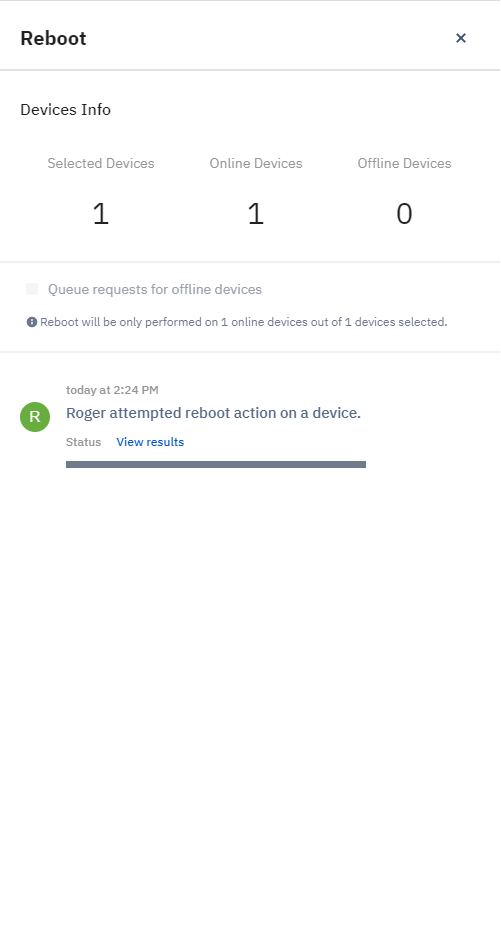 Reboot
Devices Info
Selected Devices
Online Devices
Offline Devices
1
1
0
Queue requests for offline devices
Reboot will be only performed on 1 online devices out of 1 devices selected.
today at 2:24 PM
R
Roger attempted reboot action on a device.
Status
View results